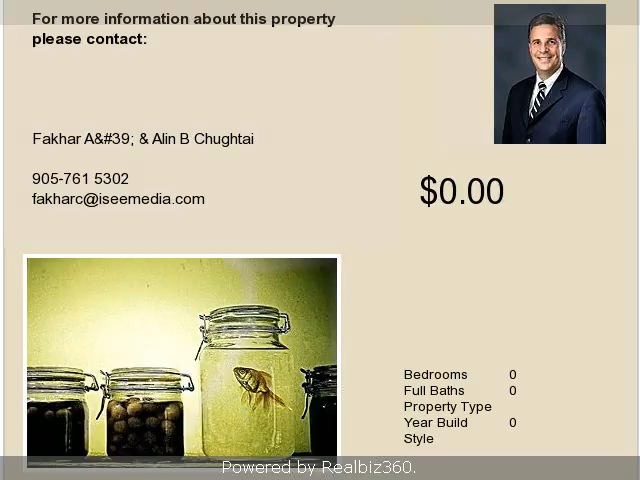 For more information about this property
please contact:
Fakhar A&#39; & Alin B Chughtai
905-761 5302
fakharc@iseemedia.com
$0.00
Bedrooms 0
Full Baths 0
Property Type
Year Build 0
Style
Powered by Realbiz360.